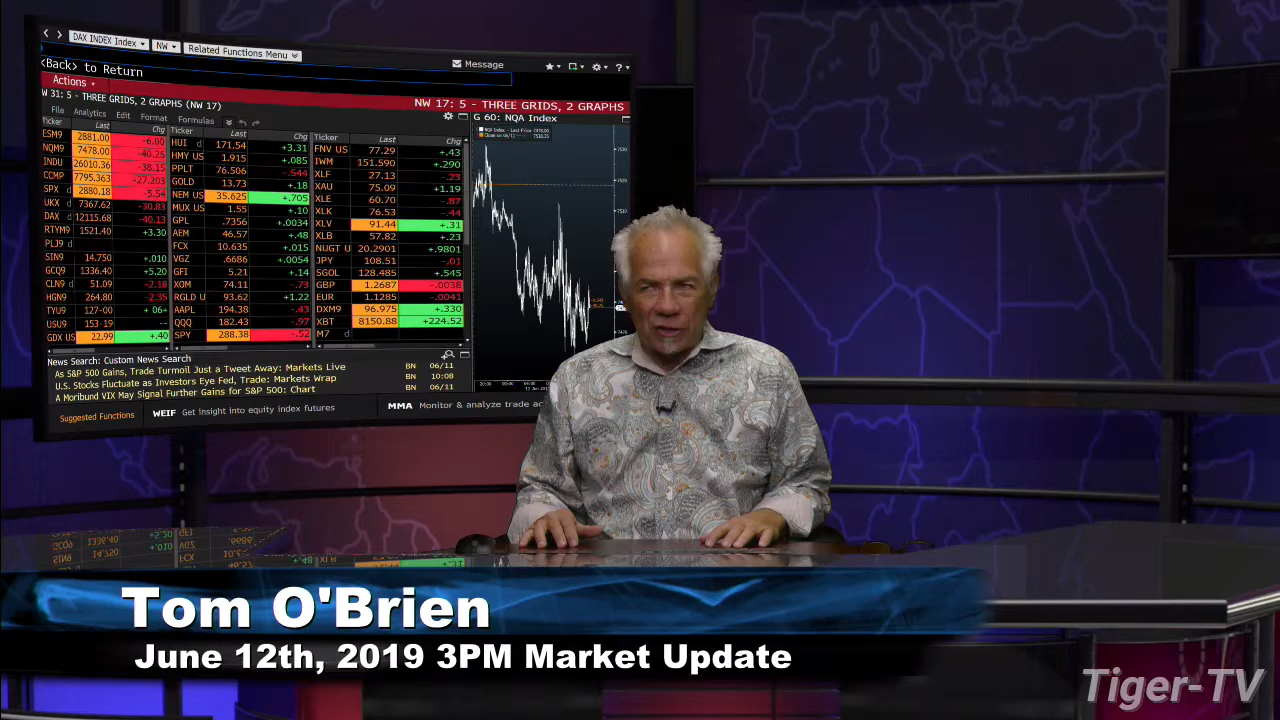 DAX INDEX Index NW Related Functions Menu
Message
<Back> to Return
Actions
W 31: 5 - THREE GRIDS, 2 GRAPHS (NW 17)
NW 17: 5 - THREE GRIDS, 2 GRAPHS
File Analytics Edit Format Formulas
G 60: NQA Index
Ticker Last Chg
ESM9 2881.00 -6.00
NQM9 7478.00 -40.25
INDU 26010.36 -38.15
CCMP 7795.363 -27.203
SPX d 2880.18 -5.54
UKX d 7367.62 -30.83
DAX d 12115.68 -40.13
RTYM9 1521.40 +3.30
PLJ9 d
SIN9 14.750 +.010
GCQ9 1336.40 +5.20
CLN9 d 51.09 -2.18
HGN9 264.80 -2.35
TYU9 127-00 + 06+
USU9 153-19 --
GDX US 22.99 +.40
Ticker Last Chg
HUI d 171.54 +3.31
HMY US 1.915 +.085
PPLT 76.506 -.544
GOLD 13.73 +.18
NEM US 35.625 +.705
MUX US 1.55 +.10
GPL .7356 +.0034
AEM 46.57 +.48
FCX 10.635 +.015
VGZ .6686 +.0054
GFI 5.21 +.14
XOM 74.11 -.73
RGLD U 93.62 +1.22
AAPL 194.38 -.43
QQQ 182.43 -.97
SPY 288.38 -.52
Ticker Last Chg
FNV US 77.29 +.43
IWM 151.590 +.290
XLF 27.13 -.23
XAU 75.09 +1.19
XLE 60.70 -.87
XLK 76.53 -.44
XLV 91.44 +.31
XLB 57.82 +.23
NUGT U 20.2901 +.9801
JPY 108.51 -.01
SGOL 128.485 +.545
GBP 1.2687 -.0038
EUR 1.1285 -.0041
DXM9 96.975 +.330
XBT 8150.88 +224.52
M7 d
News Search: Custom News Search
As S&P 500 Gains, Trade Turmoil Just a Tweet Away: Markets Live BN 06/11
U.S. Stocks Fluctuate as Investors Eye Fed, Trade: Markets Wrap BN 10:08
A Moribund VIX May Signal Further Gains for S&P 500: Chart BN 06/11
Suggested Functions WEIF Get insight into equity index futures MMA Monitor & analyze trade
Tom O'Brien
June 12th, 2019 3PM Market Update
Tiger-TV